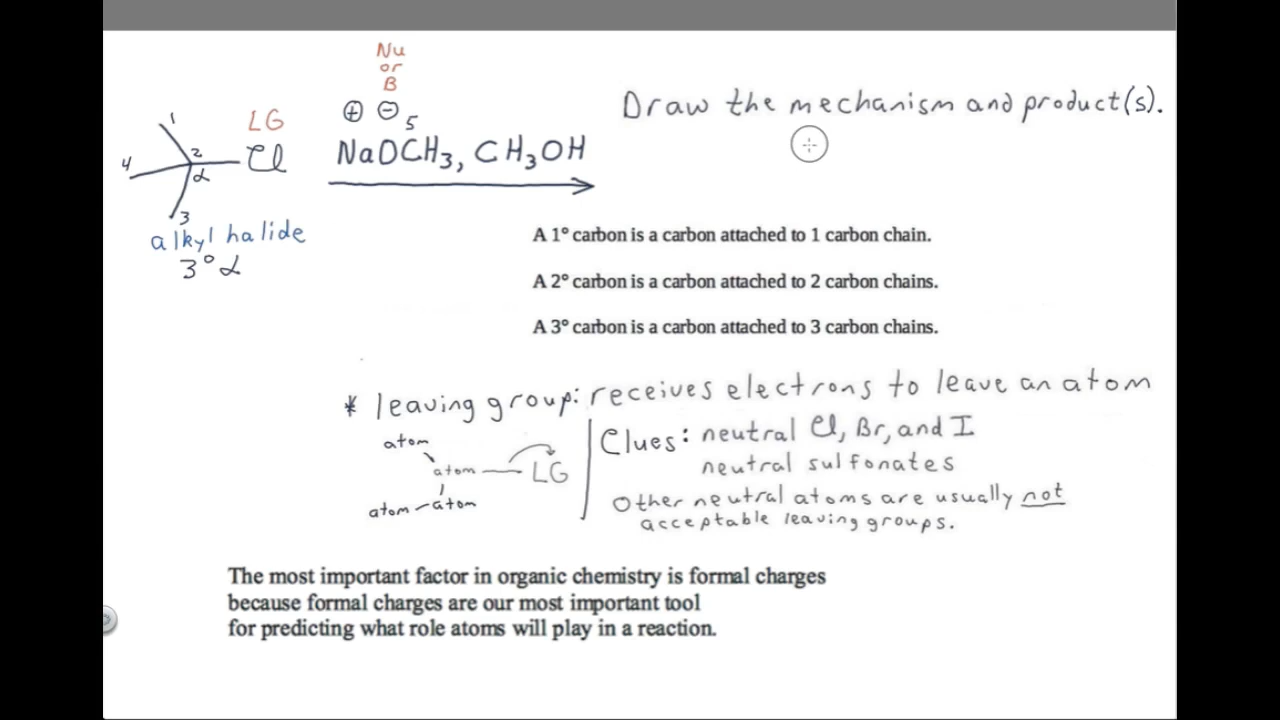 Nu
or
B
⊕ ⊖ 5
NaOCH3, CH3OH
Draw the mechanism and product(s).
1
LG
4
2
Cl
α
3
alkyl halide
3° α
A 1° carbon is a carbon attached to 1 carbon chain.
A 2° carbon is a carbon attached to 2 carbon chains.
A 3° carbon is a carbon attached to 3 carbon chains.
* leaving group: receives electrons to leave an atom
atom
atom — LG
atom - atom
Clues: neutral Cl, Br, and I
neutral sulfonates
Other neutral atoms are usually not
acceptable leaving groups.
The most important factor in organic chemistry is formal charges
because formal charges are our most important tool
for predicting what role atoms will play in a reaction.